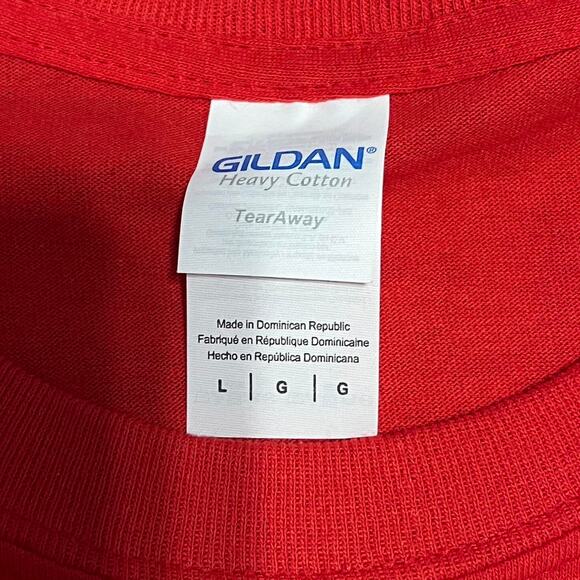 GILDAN®
Heavy Cotton
TearAway
Made in Dominican Republic
Fabriqué en République Dominicaine
Hecho en República Dominicana
L | G | G